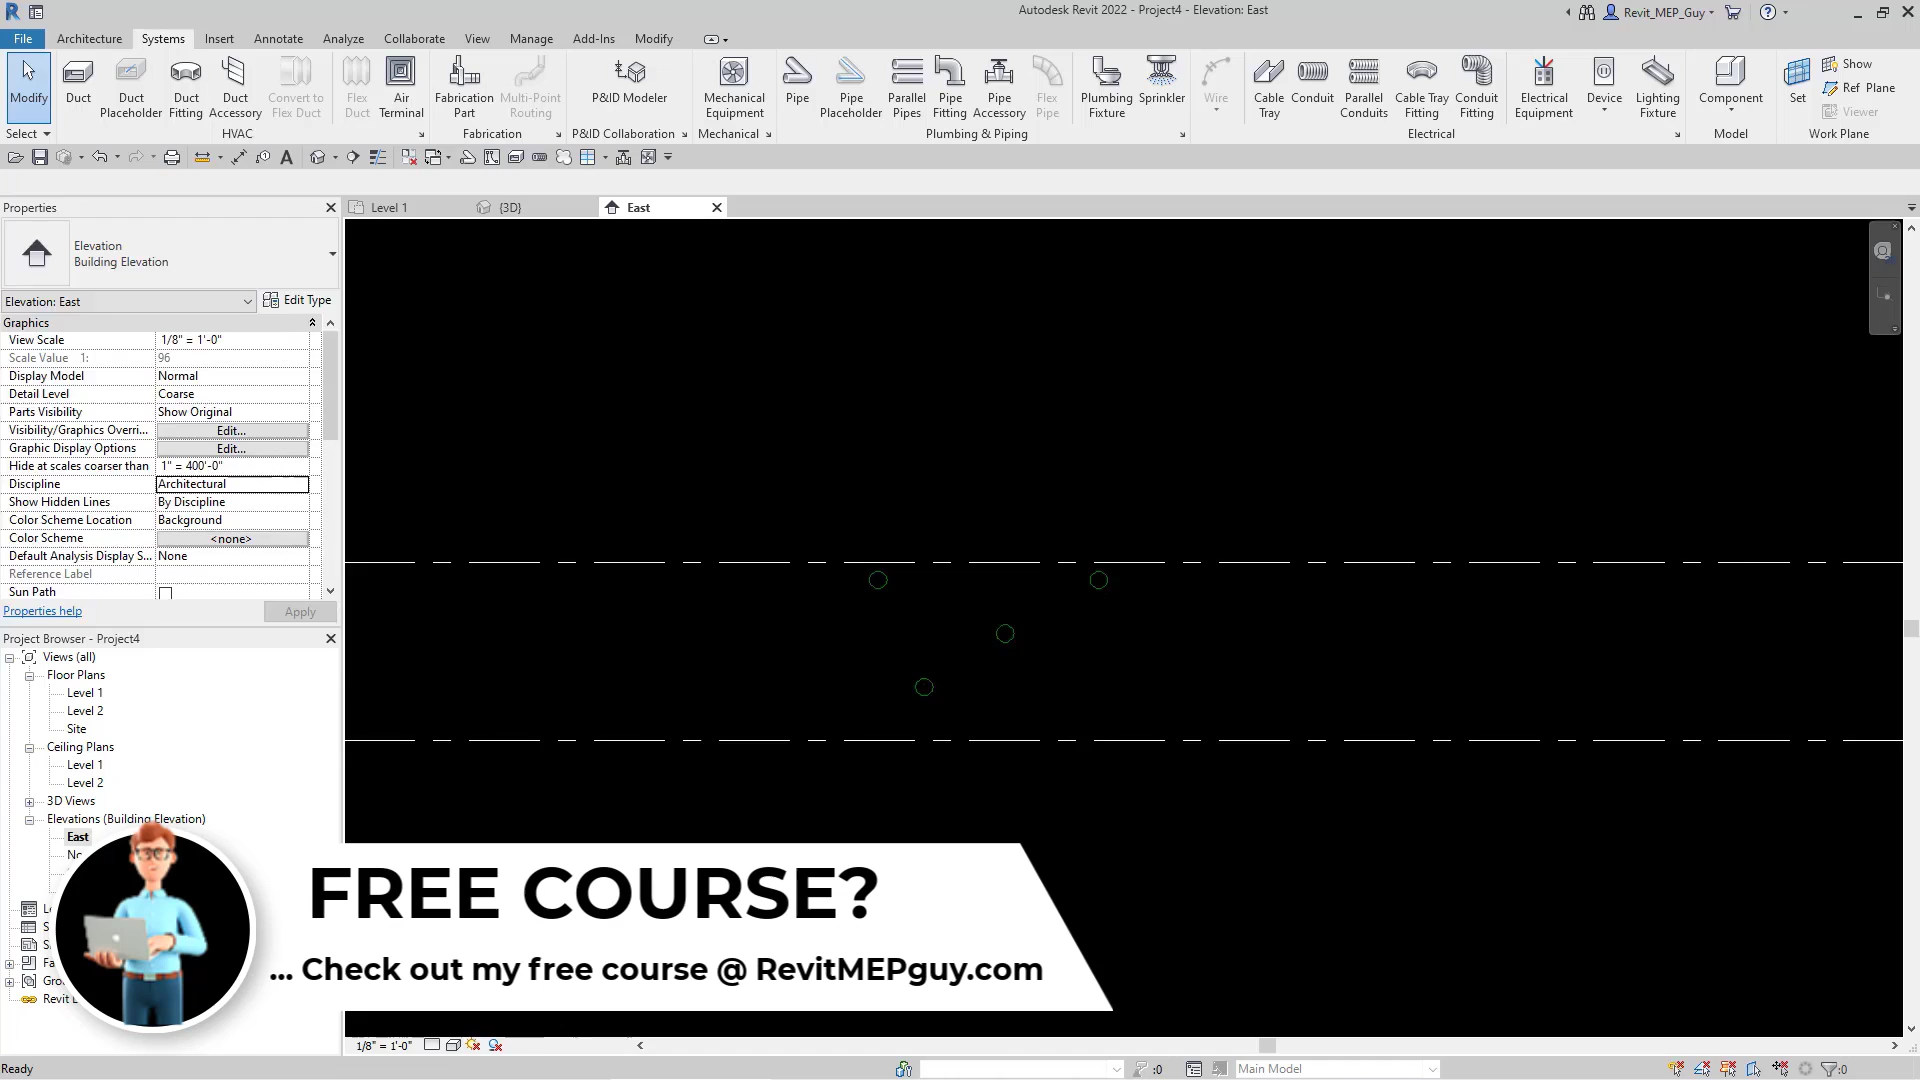 Autodesk Revit 2022 - Project4 - Elevation: East
Revit_MEP_Guy
File Architecture Systems Insert Annotate Analyze Collaborate View Manage Add-Ins Modify
Modify
Duct
Duct Placeholder
Duct Fitting
Duct Accessory
Convert to Flex Duct
Flex Duct
Air Terminal
Fabrication Part
Multi-Point Routing
P&ID Modeler
Mechanical Equipment
Pipe
Pipe Placeholder
Parallel Pipes
Pipe Fitting
Pipe Accessory
Flex Pipe
Plumbing Fixture
Sprinkler
Wire
Cable Tray
Conduit
Parallel Conduits
Cable Tray Fitting
Conduit Fitting
Electrical Equipment
Device
Lighting Fixture
Component
Set
Show
Ref Plane
Viewer
Select HVAC Fabrication P&ID Collaboration Mechanical Plumbing & Piping Electrical Model Work Plane
Properties
Level 1 {3D} East
Elevation
Building Elevation
Elevation: East Edit Type
Graphics
View Scale 1/8" = 1'-0"
Scale Value 1: 96
Display Model Normal
Detail Level Coarse
Parts Visibility Show Original
Visibility/Graphics Overri... Edit...
Graphic Display Options Edit...
Hide at scales coarser than 1" = 400'-0"
Discipline Architectural
Show Hidden Lines By Discipline
Color Scheme Location Background
Color Scheme <none>
Default Analysis Display S... None
Reference Label
Sun Path
Properties help Apply
Project Browser - Project4
Views (all)
Floor Plans
Level 1
Level 2
Site
Ceiling Plans
Level 1
Level 2
3D Views
Elevations (Building Elevation)
East
FREE COURSE?
... Check out my free course @ RevitMEPguy.com
1/8" = 1'-0"
Ready
:0
Main Model
:0